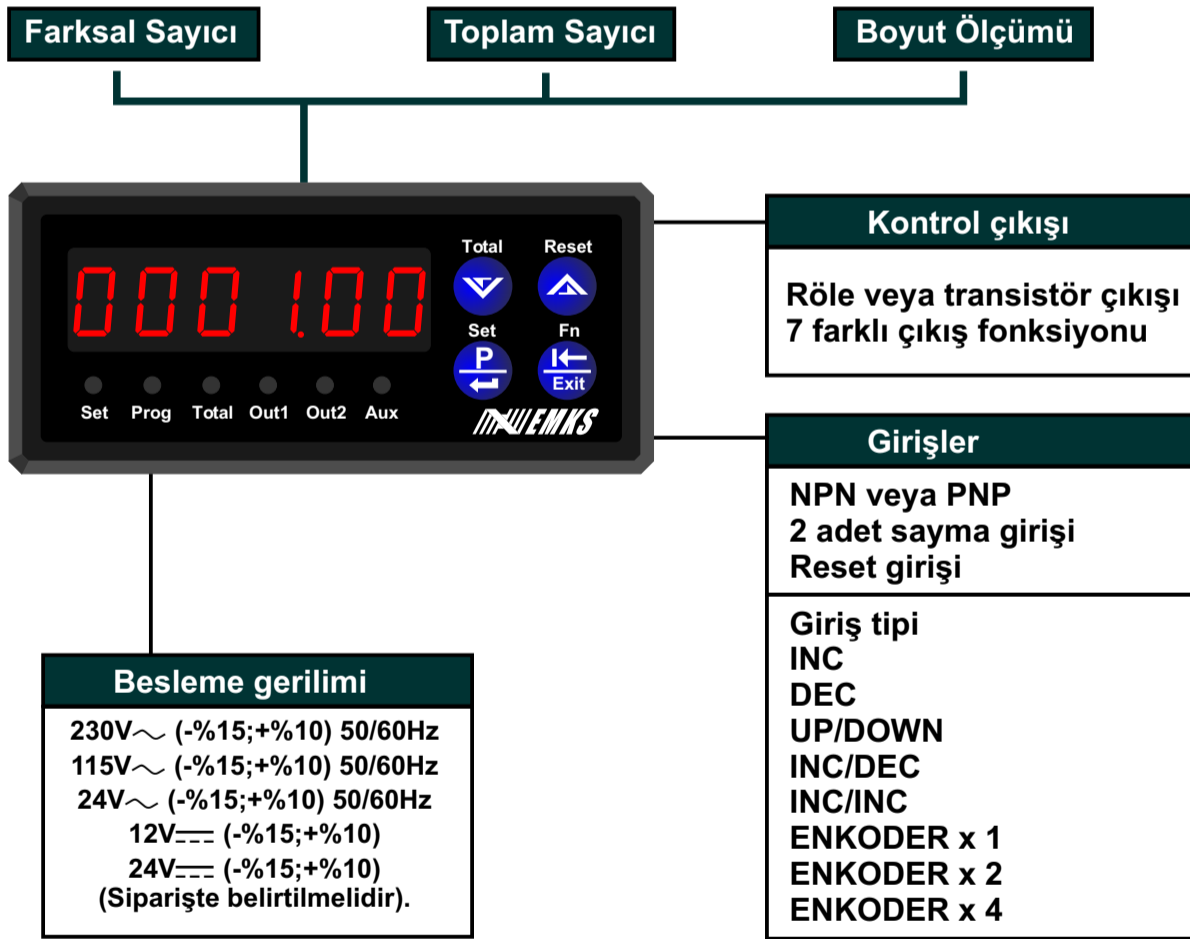 Farksal Sayıcı
Toplam Sayıcı
Boyut Ölçümü
0001.00
Total
Reset
Set
Fn
P
Exit
Set
Prog
Total
Out1
Out2
Aux
EMKS
Kontrol çıkışı
Röle veya transistör çıkışı
7 farklı çıkış fonksiyonu
Girişler
NPN veya PNP
2 adet sayma girişi
Reset girişi
Giriş tipi
INC
DEC
UP/DOWN
INC/DEC
INC/INC
ENKODER x 1
ENKODER x 2
ENKODER x 4
Besleme gerilimi
230V~ (-%15;+%10) 50/60Hz
115V~ (-%15;+%10) 50/60Hz
24V~ (-%15;+%10) 50/60Hz
12V⎓ (-%15;+%10)
24V⎓ (-%15;+%10)
(Siparişte belirtilmelidir).